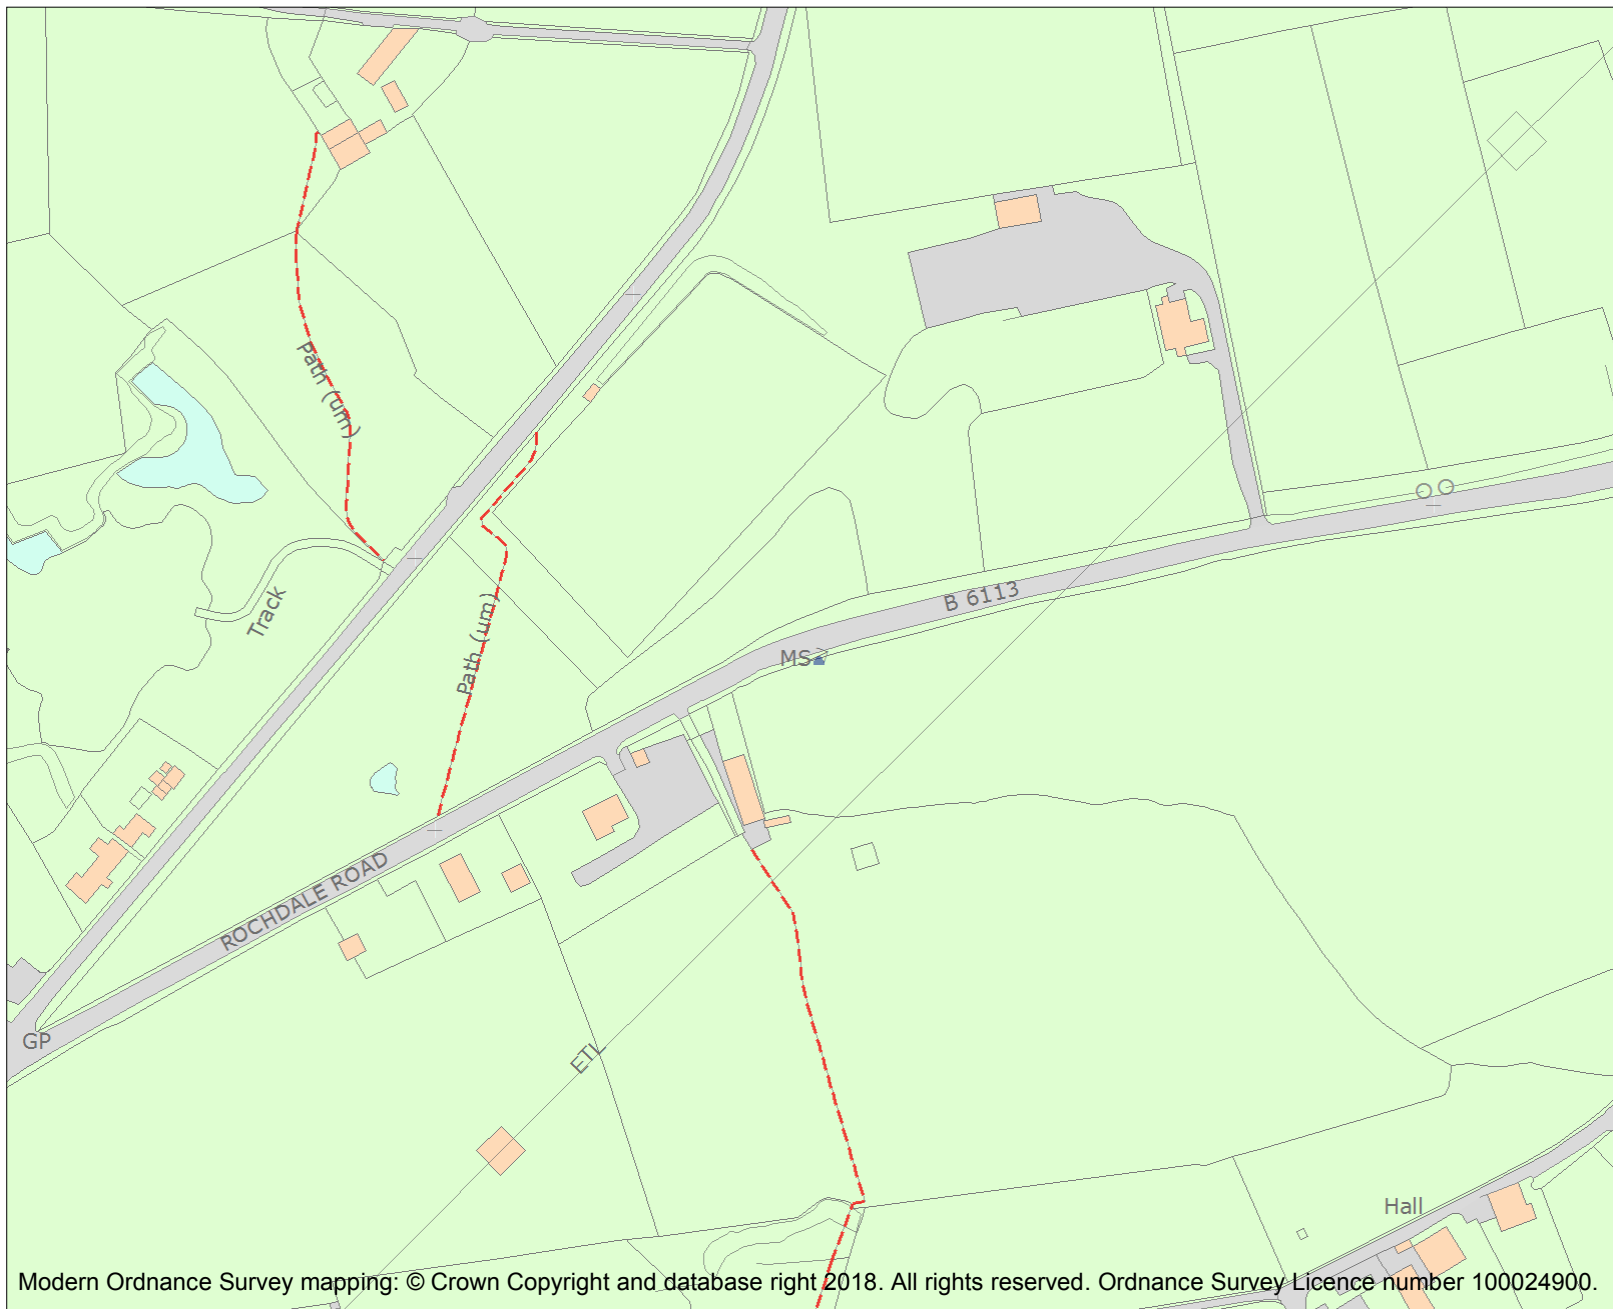 Path (um)
Track
Path (um)
B 6113
MS
ROCHDALE ROAD
GP
ETL
Hall
Modern Ordnance Survey mapping: © Crown Copyright and database right 2018. All rights reserved. Ordnance Survey Licence number 100024900.